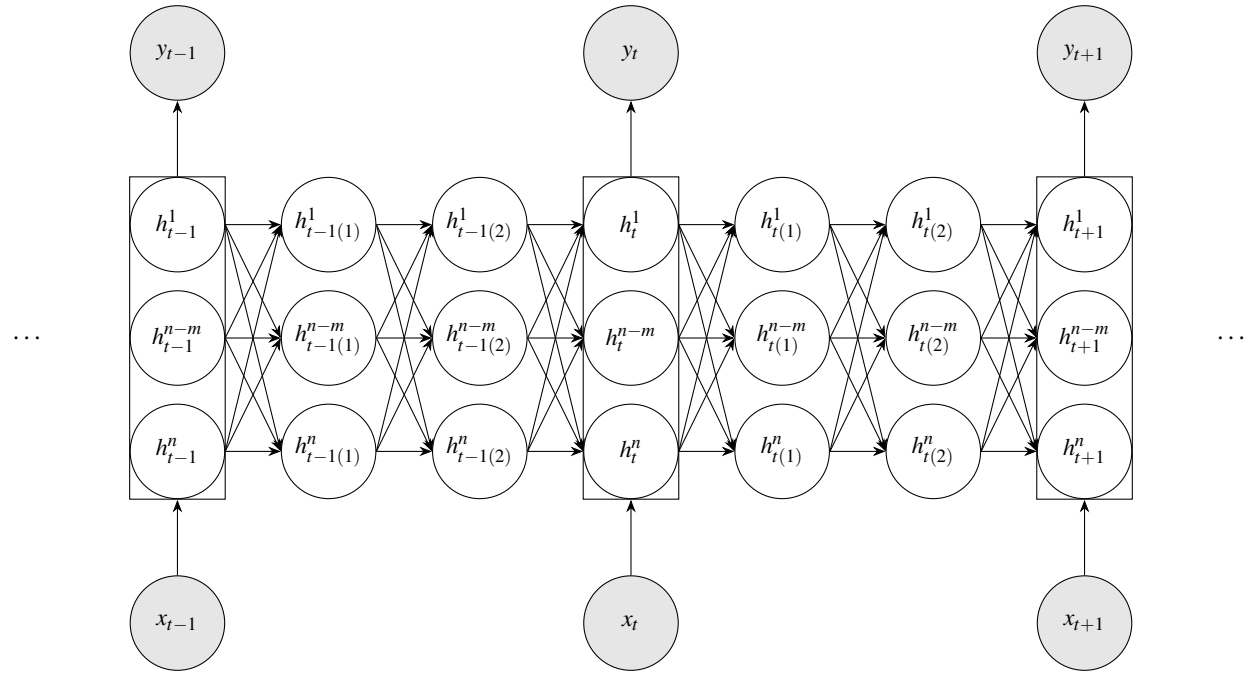 y_{t−1} y_t y_{t+1}
h^1_{t−1} h^1_{t−1(1)} h^1_{t−1(2)} h^1_t h^1_{t(1)} h^1_{t(2)} h^1_{t+1}
⋯ h^{n−m}_{t−1} h^{n−m}_{t−1(1)} h^{n−m}_{t−1(2)} h^{n−m}_t h^{n−m}_{t(1)} h^{n−m}_{t(2)} h^{n−m}_{t+1} ⋯
h^n_{t−1} h^n_{t−1(1)} h^n_{t−1(2)} h^n_t h^n_{t(1)} h^n_{t(2)} h^n_{t+1}
x_{t−1} x_t x_{t+1}